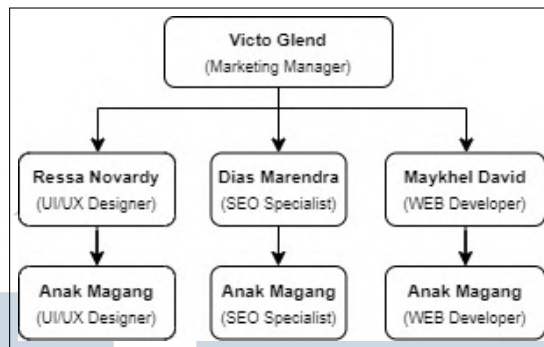 Victo Glend
(Marketing Manager)
Ressa Novardy
(UI/UX Designer)
Dias Marendra
(SEO Specialist)
Maykhel David
(WEB Developer)
Anak Magang
(UI/UX Designer)
Anak Magang
(SEO Specialist)
Anak Magang
(WEB Developer)